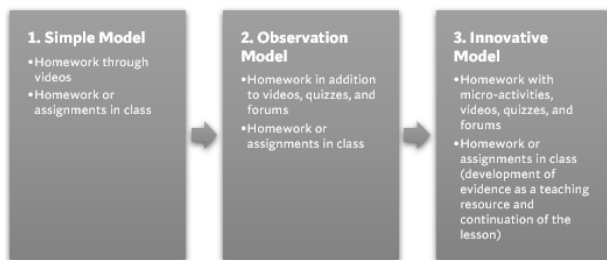 1. Simple Model
•Homework through
videos
•Homework or
assignments in class
2. Observation
Model
•Homework in addition
to videos, quizzes, and
forums
•Homework or
assignments in class
3. Innovative
Model
•Homework with
micro-activities,
videos, quizzes, and
forums
•Homework or
assignments in class
(development of
evidence as a teaching
resource and
continuation of the
lesson)